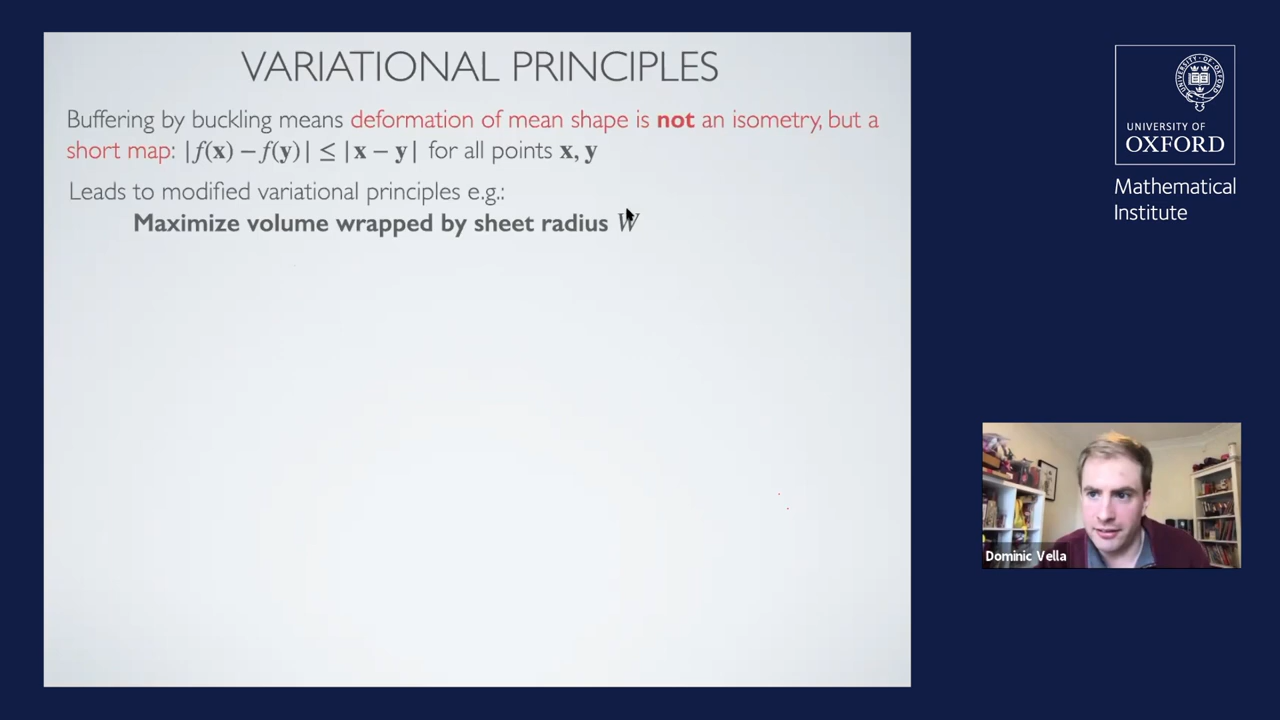 VARIATIONAL PRINCIPLES
Buffering by buckling means deformation of mean shape is not an isometry, but a
short map: |f(x) − f(y)| ≤ |x − y| for all points x, y
Leads to modified variational principles e.g.:
Maximize volume wrapped by sheet radius W
UNIVERSITY OF
OXFORD
Mathematical
Institute
Dominic Vella